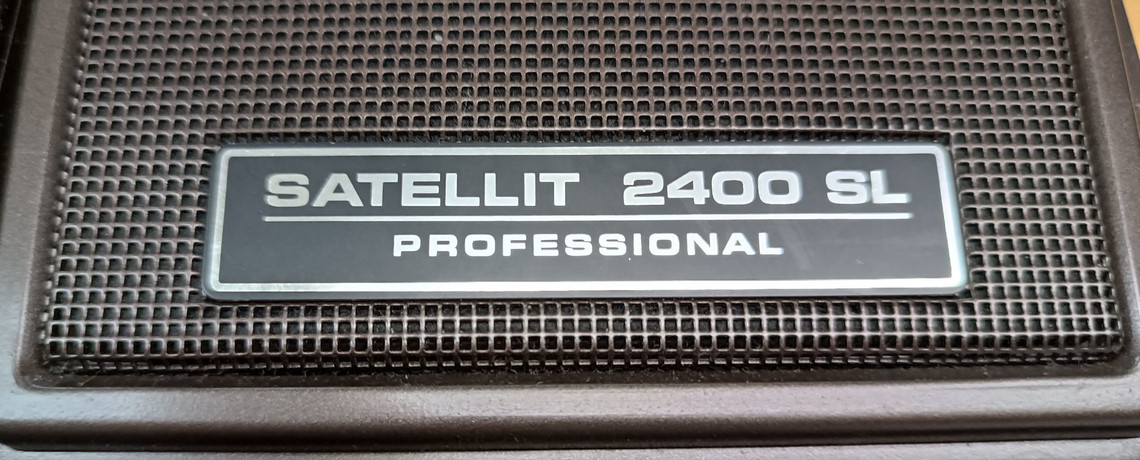 SATELLIT 2400 SL
PROFESSIONAL